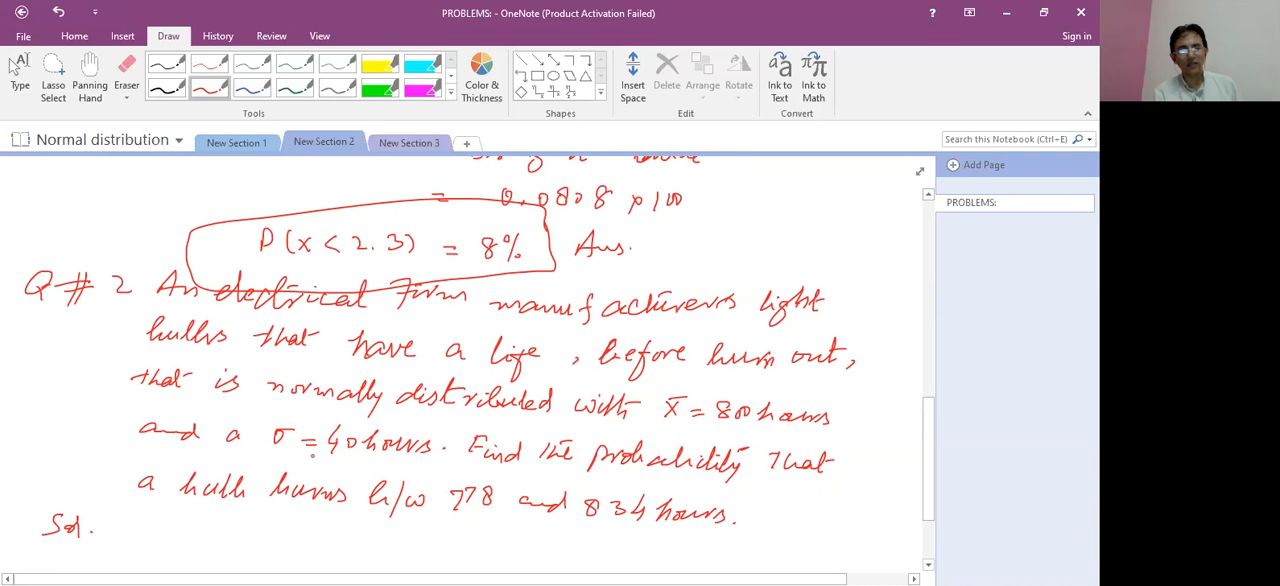 PROBLEMS: - OneNote (Product Activation Failed)
?
File Home Insert Draw History Review View Sign in
Type Lasso Select Panning Hand Eraser Color & Thickness Insert Space Delete Arrange Rotate Ink to Text Ink to Math
Tools Shapes Edit Convert
Normal distribution New Section 1 New Section 2 New Section 3 + Search this Notebook (Ctrl+E)
Add Page
PROBLEMS:
= 0.0808 x 100
P(x < 2.3) = 8% Ans.
Q # 2 An electrical firm manufacturers light
bulbs that have a life, before burn out,
that is normally distributed with x̄ = 800 hours
and a σ = 40 hours. Find the probability that
a bulb burns b/w 778 and 834 hours.
Sol.